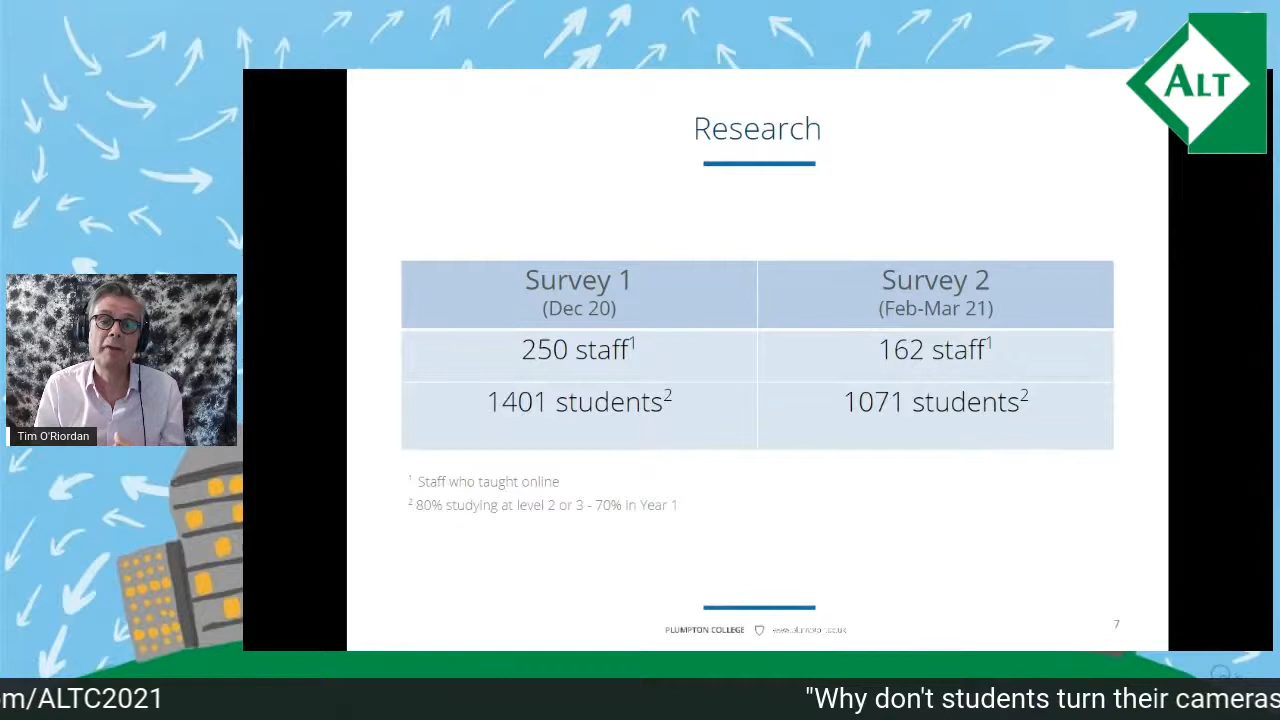 ALT
Research
Survey 1
(Dec 20)
Survey 2
(Feb-Mar 21)
250 staff¹
162 staff¹
1401 students²
1071 students²
¹ Staff who taught online
² 80% studying at level 2 or 3 - 70% in Year 1
PLUMPTON COLLEGE
7
Tim O'Riordan
om/ALTC2021
"Why don't students turn their cameras